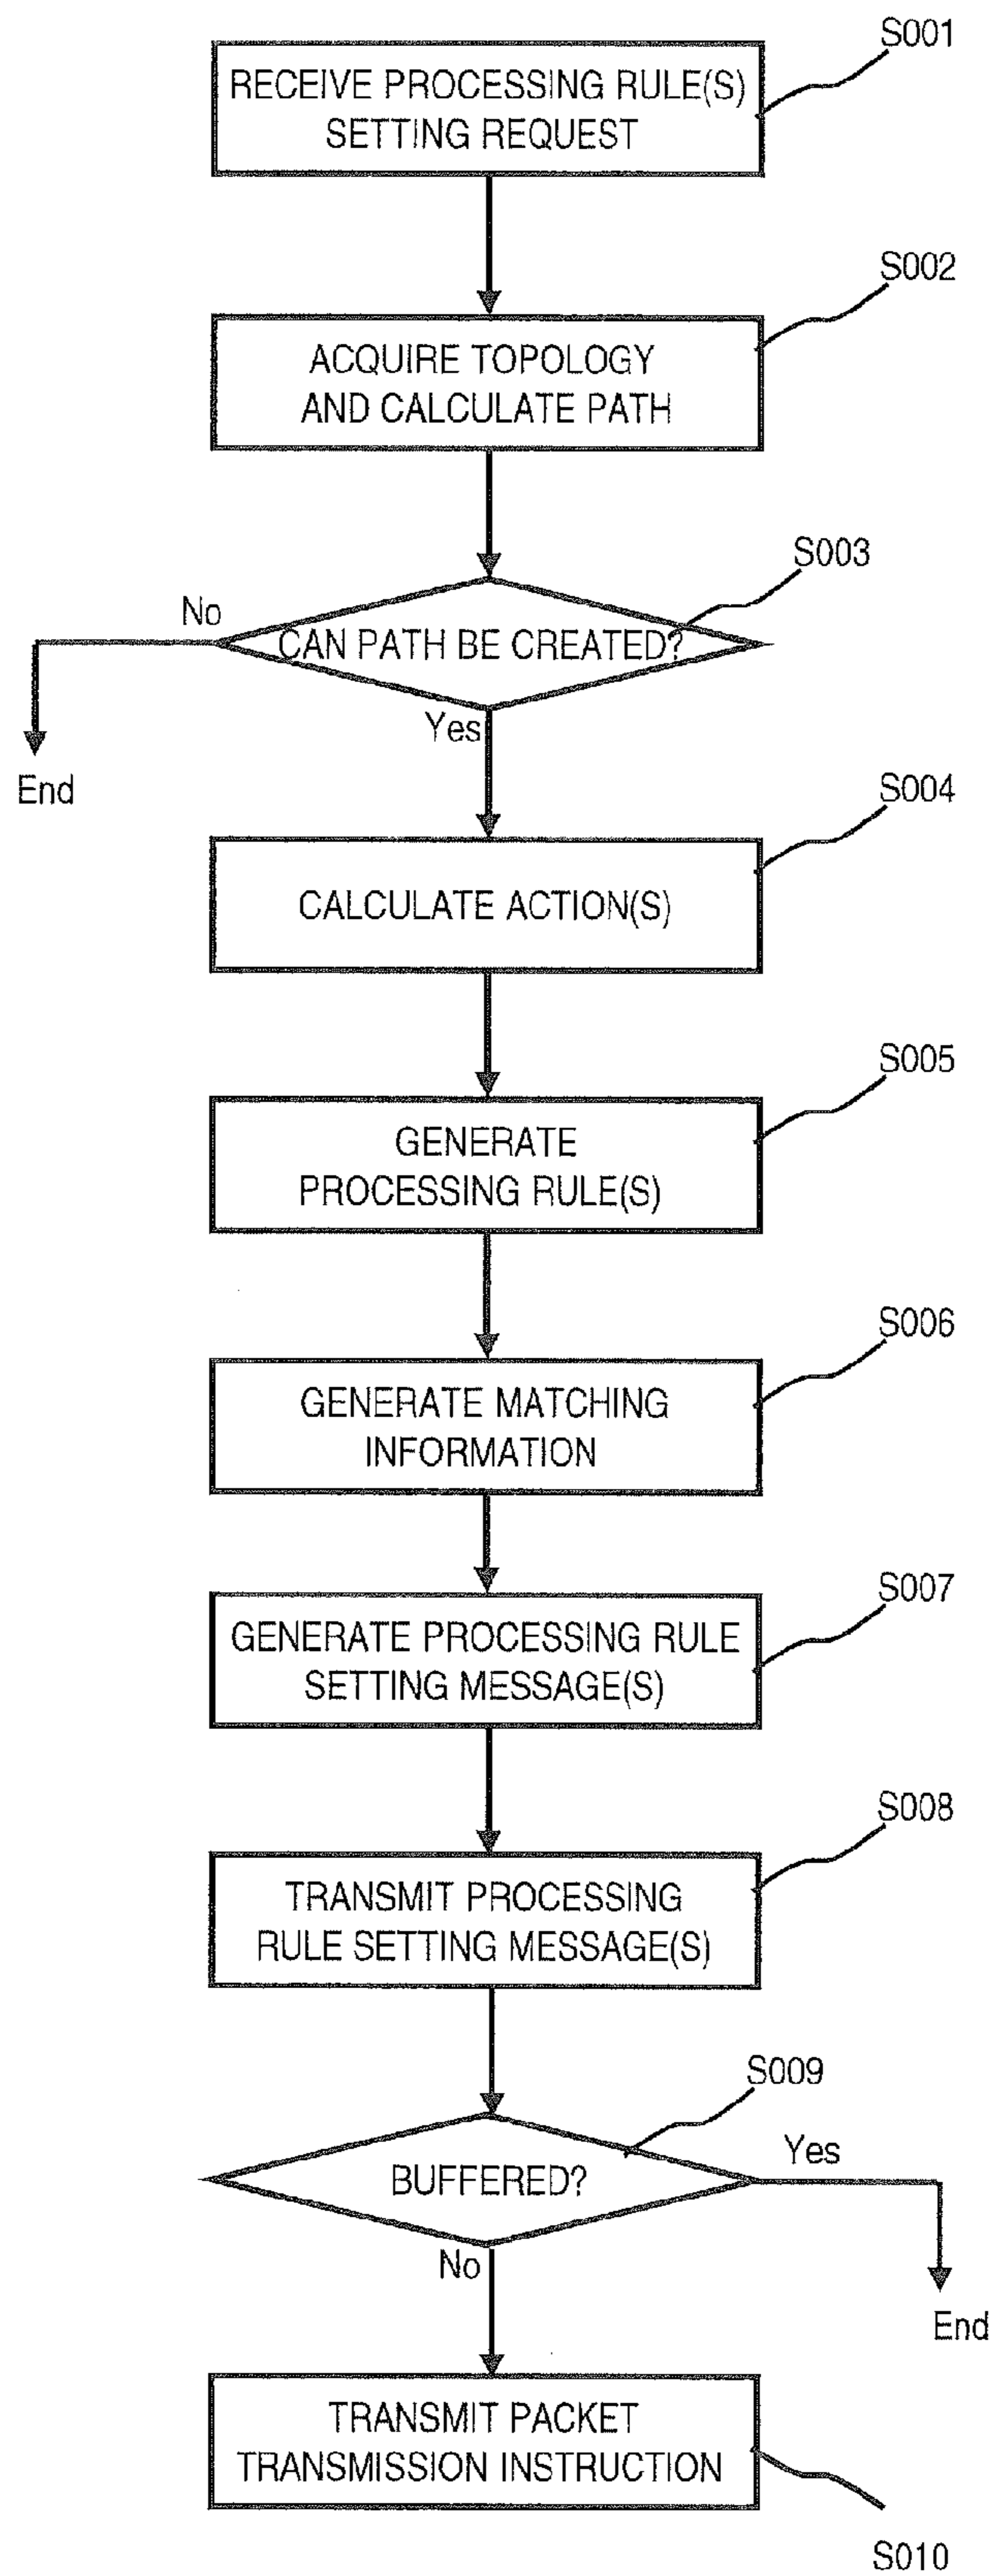 S001
RECEIVE PROCESSING RULE(S)
SETTING REQUEST
S002
ACQUIRE TOPOLOGY
AND CALCULATE PATH
S003
No
CAN PATH BE CREATED?
Yes
End
S004
CALCULATE ACTION(S)
S005
GENERATE
PROCESSING RULE(S)
S006
GENERATE MATCHING
INFORMATION
S007
GENERATE PROCESSING RULE
SETTING MESSAGE(S)
S008
TRANSMIT PROCESSING
RULE SETTING MESSAGE(S)
S009
Yes
BUFFERED?
No
End
TRANSMIT PACKET
TRANSMISSION INSTRUCTION
S010